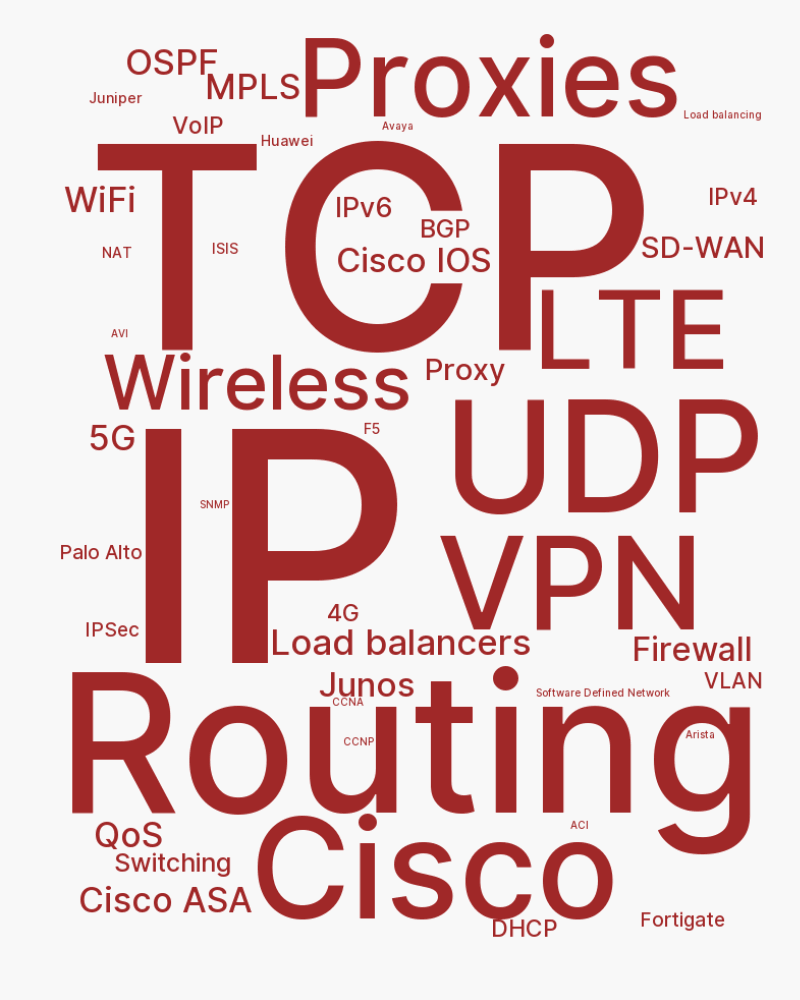 Proxies
OSPF
MPLS
Juniper
Load balancing
VoIP
Avaya
Huawei
TCP
WiFi
IPv6
IPv4
BGP
NAT
ISIS
Cisco IOS
SD-WAN
LTE
AVI
Wireless
Proxy
5G
F5
UDP
IP
SNMP
Palo Alto
VPN
4G
IPSec
Load balancers
Firewall
Junos
VLAN
Software Defined Network
CCNA
Routing
CCNP
Arista
QoS
ACI
Switching
Cisco
Cisco ASA
DHCP
Fortigate